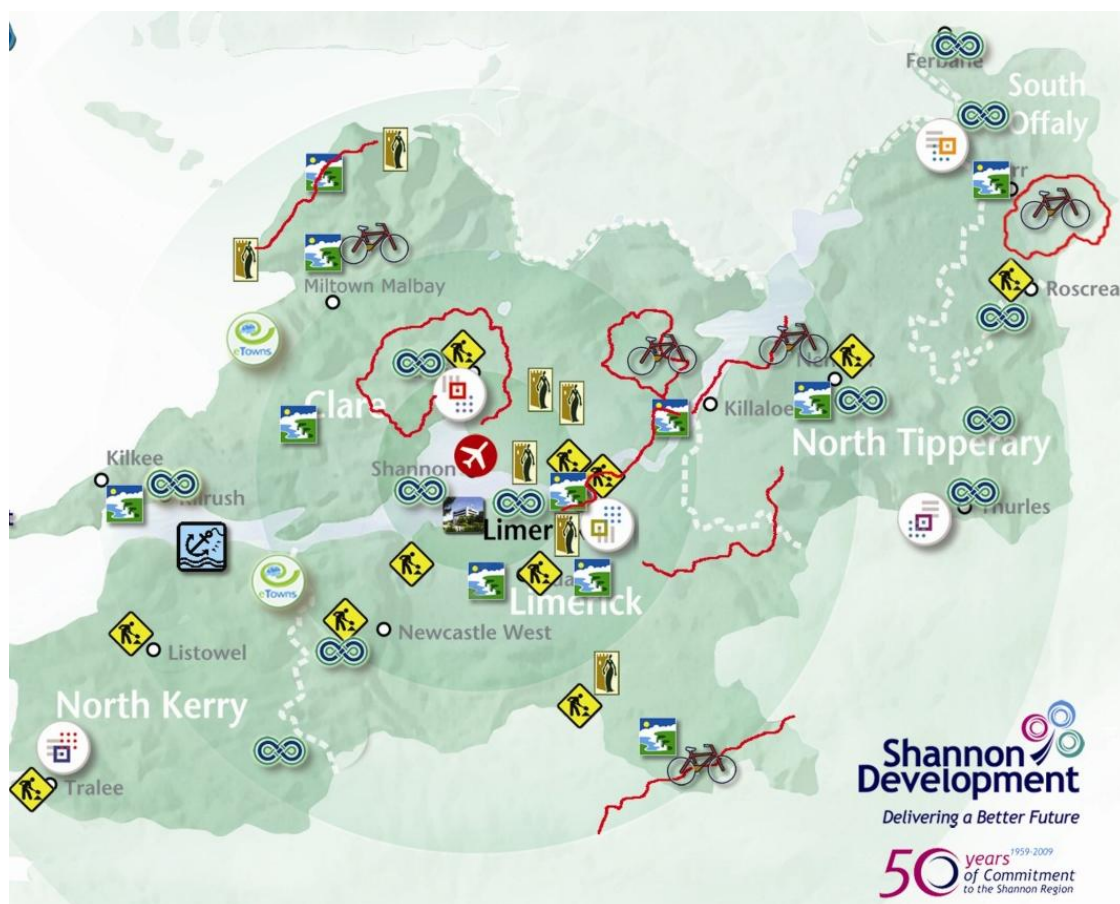 Ferbane
South
Offaly
rr
Roscrea
Miltown Malbay
eTowns
Clare
Killaloe
North Tipperary
Kilkee
Shannon
Thurles
Limerick
eTowns
Newcastle West
Listowel
North Kerry
Tralee
Shannon
Development
Delivering a Better Future
50 years 1959-2009
of Commitment
to the Shannon Region